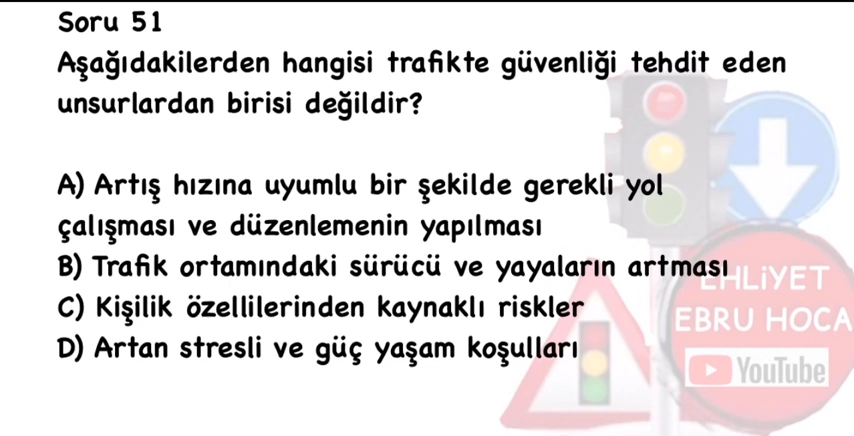 Soru 51
Aşağıdakilerden hangisi trafikte güvenliği tehdit eden
unsurlardan birisi değildir?
A) Artış hızına uyumlu bir şekilde gerekli yol
çalışması ve düzenlemenin yapılması
B) Trafik ortamındaki sürücü ve yayaların artması
C) Kişilik özellilerinden kaynaklı riskler
D) Artan stresli ve güç yaşam koşulları
EHLİYET
EBRU HOCA
YouTube